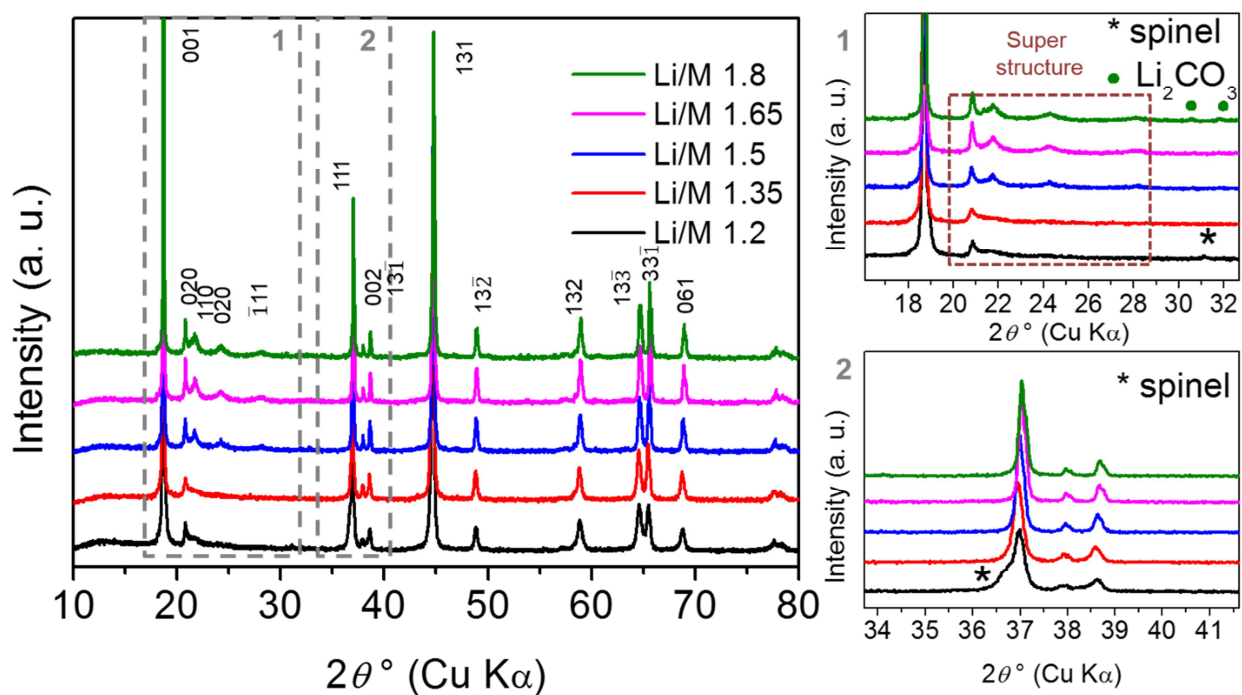 Intensity (a. u.)
001
1
2
131
Li/M 1.8
Li/M 1.65
Li/M 1.5
Li/M 1.35
Li/M 1.2
111
020
110
020
1̄11
002
1̄3̄1
13̄2̄
132
13̄3̄
33̄1̄
061
10 20 30 40 50 60 70 80
2θ° (Cu Kα)
1
* spinel
Super
structure
Li₂CO₃
*
Intensity (a. u.)
18 20 22 24 26 28 30 32
2θ° (Cu Kα)
2
* spinel
*
Intensity (a. u.)
34 35 36 37 38 39 40 41
2θ° (Cu Kα)